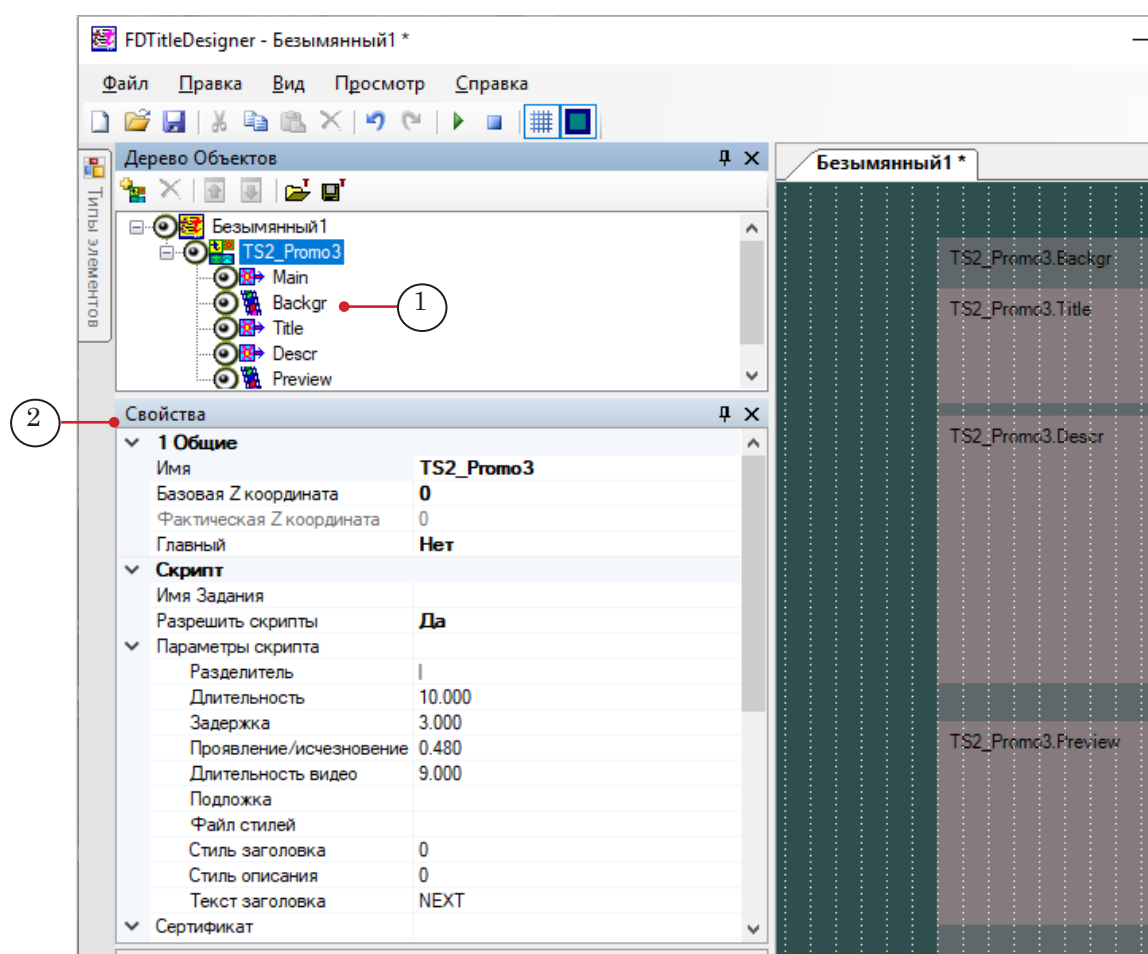 FDTitleDesigner - Безымянный1 *
Файл Правка Вид Просмотр Справка
Типы элементов
Дерево Объектов
Безымянный1
TS2_Promo3
Main
Backgr
1
Title
Descr
Preview
2
Свойства
1 Общие
Имя TS2_Promo3
Базовая Z координата 0
Фактическая Z координата 0
Главный Нет
Скрипт
Имя Задания
Разрешить скрипты Да
Параметры скрипта
Разделитель |
Длительность 10.000
Задержка 3.000
Проявление/исчезновение 0.480
Длительность видео 9.000
Подложка
Файл стилей
Стиль заголовка 0
Стиль описания 0
Текст заголовка NEXT
Сертификат
Безымянный1 *
TS2_Promo3.Backgr
TS2_Promo3.Title
TS2_Promo3.Descr
TS2_Promo3.Preview